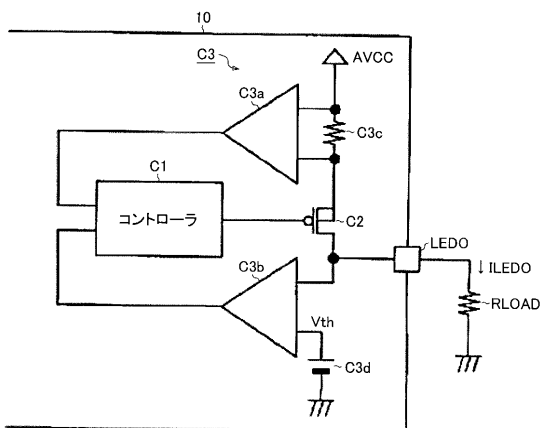 10
C3
AVCC
C3a
C3c
C1
コントローラ
C2
LEDO
C3b
↓ ILEDO
RLOAD
Vth
C3d